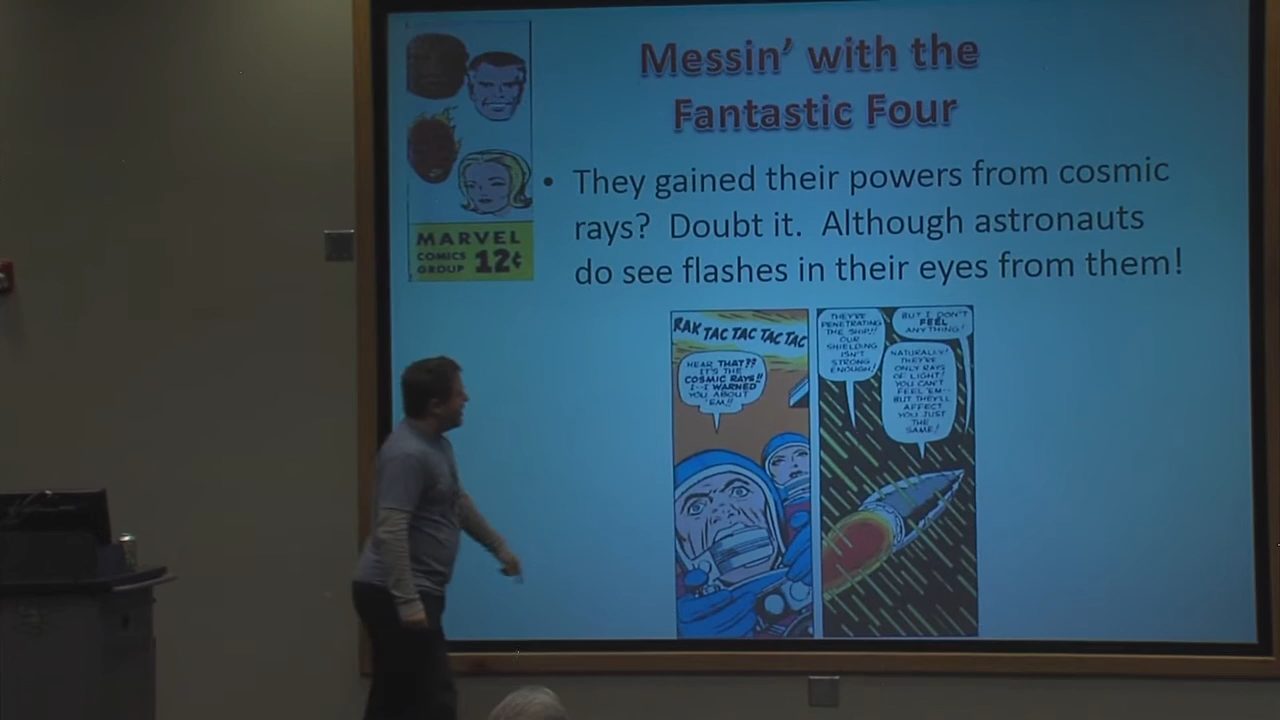 Messin' with the
Fantastic Four
MARVEL
COMICS
GROUP 12¢
• They gained their powers from cosmic
rays? Doubt it. Although astronauts
do see flashes in their eyes from them!
RAK TAC TAC TAC TAC
HEAR THAT??
IT'S THE
COSMIC RAYS!!
I--I WARNED
YOU ABOUT
'EM!!
THEY'RE
PENETRATING
THE SHIP!!
OUR
SHIELDING
ISN'T
STRONG
ENOUGH!
BUT I DON'T
FEEL
ANYTHING!
NATURALLY!
THEY'RE
ONLY RAYS
OF LIGHT!
YOU CAN'T
FEEL 'EM--
BUT THEY'LL
AFFECT
YOU JUST
THE
SAME!